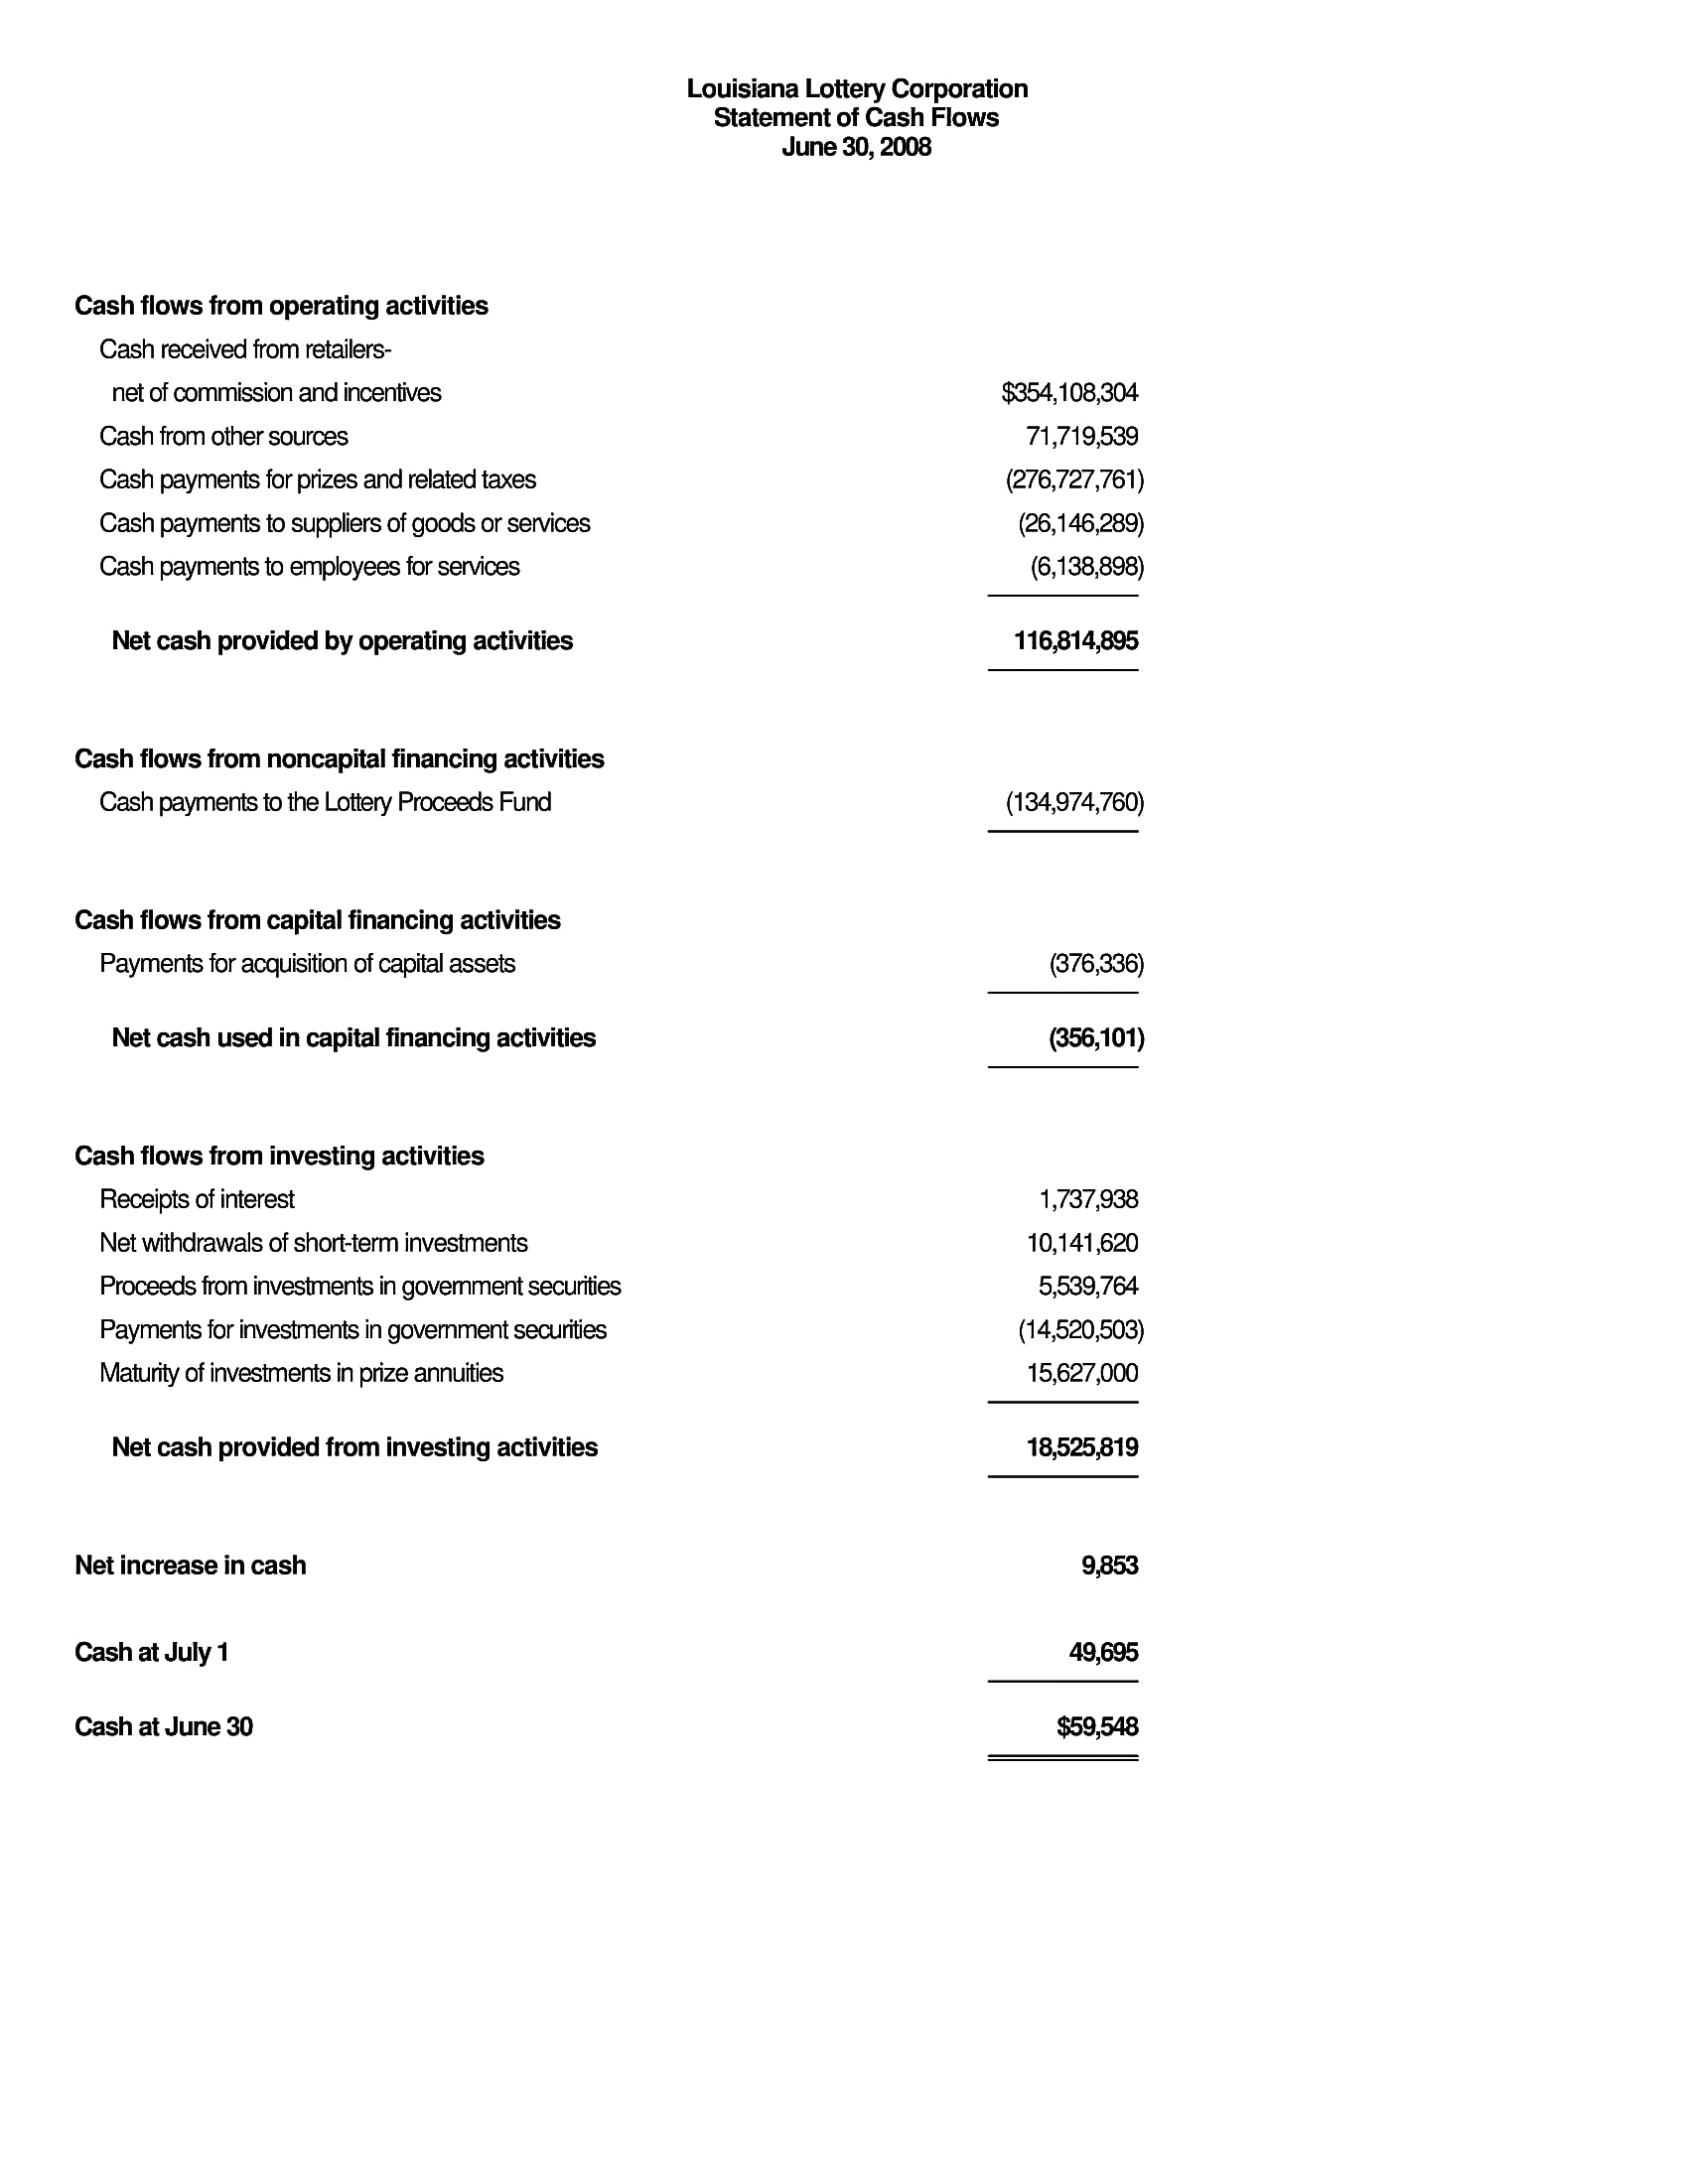 Louisiana Lottery Corporation
Statement of Cash Flows
June 30, 2008
Cash flows from operating activities
Cash received from retailers-
net of commission and incentives $354,108,304
Cash from other sources 71,719,539
Cash payments for prizes and related taxes (276,727,761)
Cash payments to suppliers of goods or services (26,146,289)
Cash payments to employees for services (6,138,898)
Net cash provided by operating activities 116,814,895
Cash flows from noncapital financing activities
Cash payments to the Lottery Proceeds Fund (134,974,760)
Cash flows from capital financing activities
Payments for acquisition of capital assets (376,336)
Net cash used in capital financing activities (356,101)
Cash flows from investing activities
Receipts of interest 1,737,938
Net withdrawals of short-term investments 10,141,620
Proceeds from investments in government securities 5,539,764
Payments for investments in government securities (14,520,503)
Maturity of investments in prize annuities 15,627,000
Net cash provided from investing activities 18,525,819
Net increase in cash 9,853
Cash at July 1 49,695
Cash at June 30 $59,548